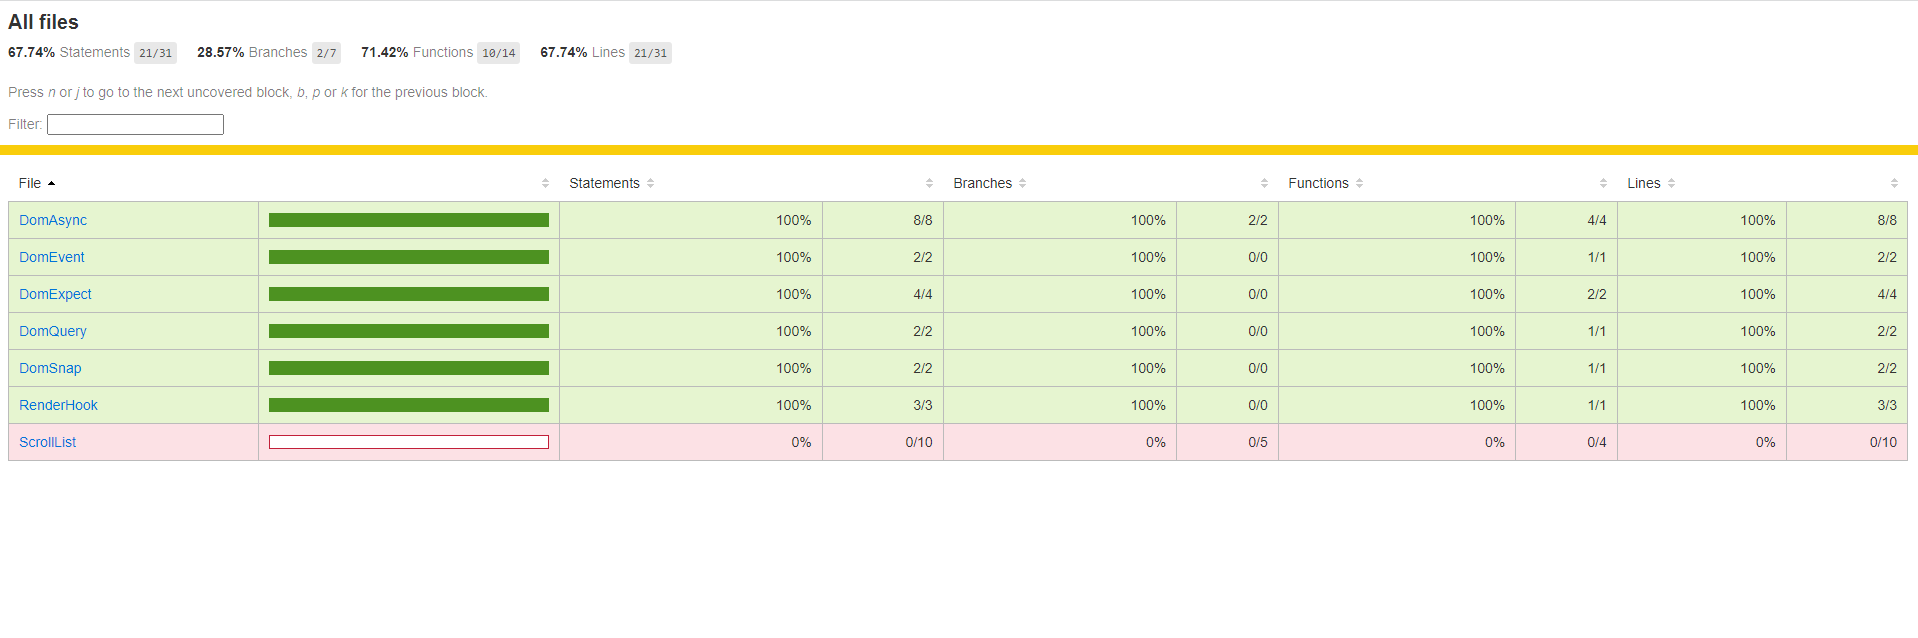 All files
67.74% Statements 21/31 28.57% Branches 2/7 71.42% Functions 10/14 67.74% Lines 21/31
Press n or j to go to the next uncovered block, b, p or k for the previous block.
Filter:
File Statements Branches Functions Lines
DomAsync 100% 8/8 100% 2/2 100% 4/4 100% 8/8
DomEvent 100% 2/2 100% 0/0 100% 1/1 100% 2/2
DomExpect 100% 4/4 100% 0/0 100% 2/2 100% 4/4
DomQuery 100% 2/2 100% 0/0 100% 1/1 100% 2/2
DomSnap 100% 2/2 100% 0/0 100% 1/1 100% 2/2
RenderHook 100% 3/3 100% 0/0 100% 1/1 100% 3/3
ScrollList 0% 0/10 0% 0/5 0% 0/4 0% 0/10